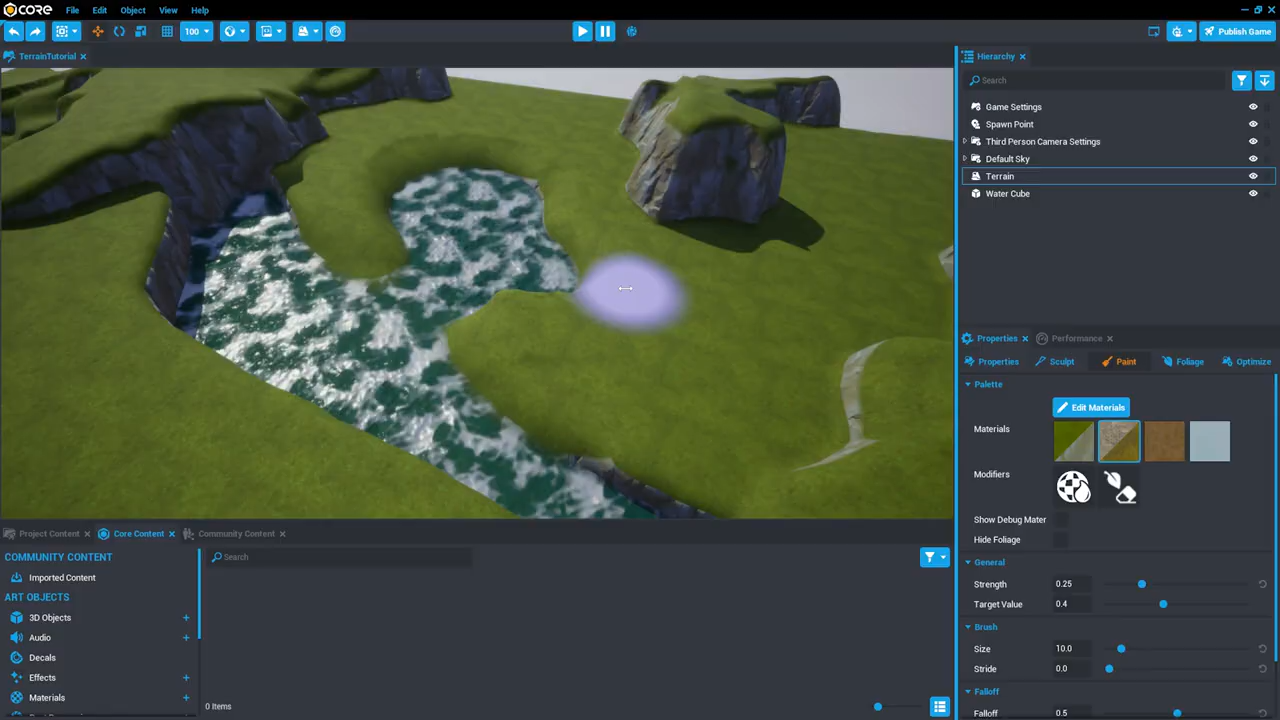 CORE File Edit Object View Help
100 Publish Game
TerrainTutorial
Hierarchy
Search
Game Settings
Spawn Point
Third Person Camera Settings
Default Sky
Terrain
Water Cube
Properties Performance
Properties Sculpt Paint Foliage Optimize
Palette
Edit Materials
Materials
Modifiers
Show Debug Mater
Hide Foliage
General
Strength 0.25
Target Value 0.4
Brush
Size 10.0
Stride 0.0
Falloff
Falloff 0.5
Project Content Core Content Community Content
COMMUNITY CONTENT
Imported Content
ART OBJECTS
3D Objects
Audio
Decals
Effects
Materials
Search
0 Items